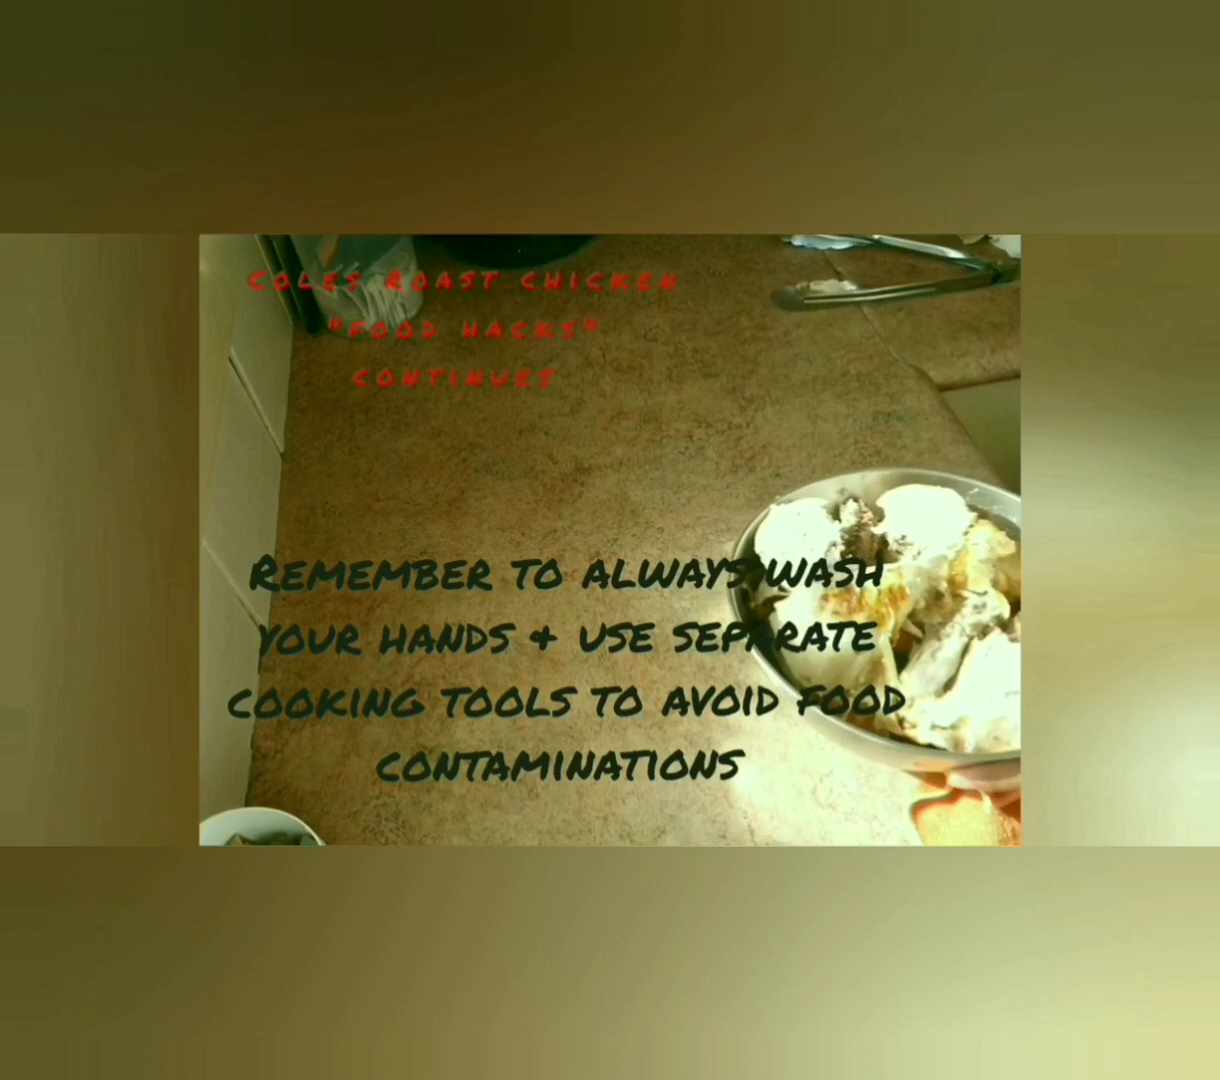 Coles Roast Chicken
"Food Hacks"
continues
Remember to always wash
your hands & use separate
cooking tools to avoid food
contaminations